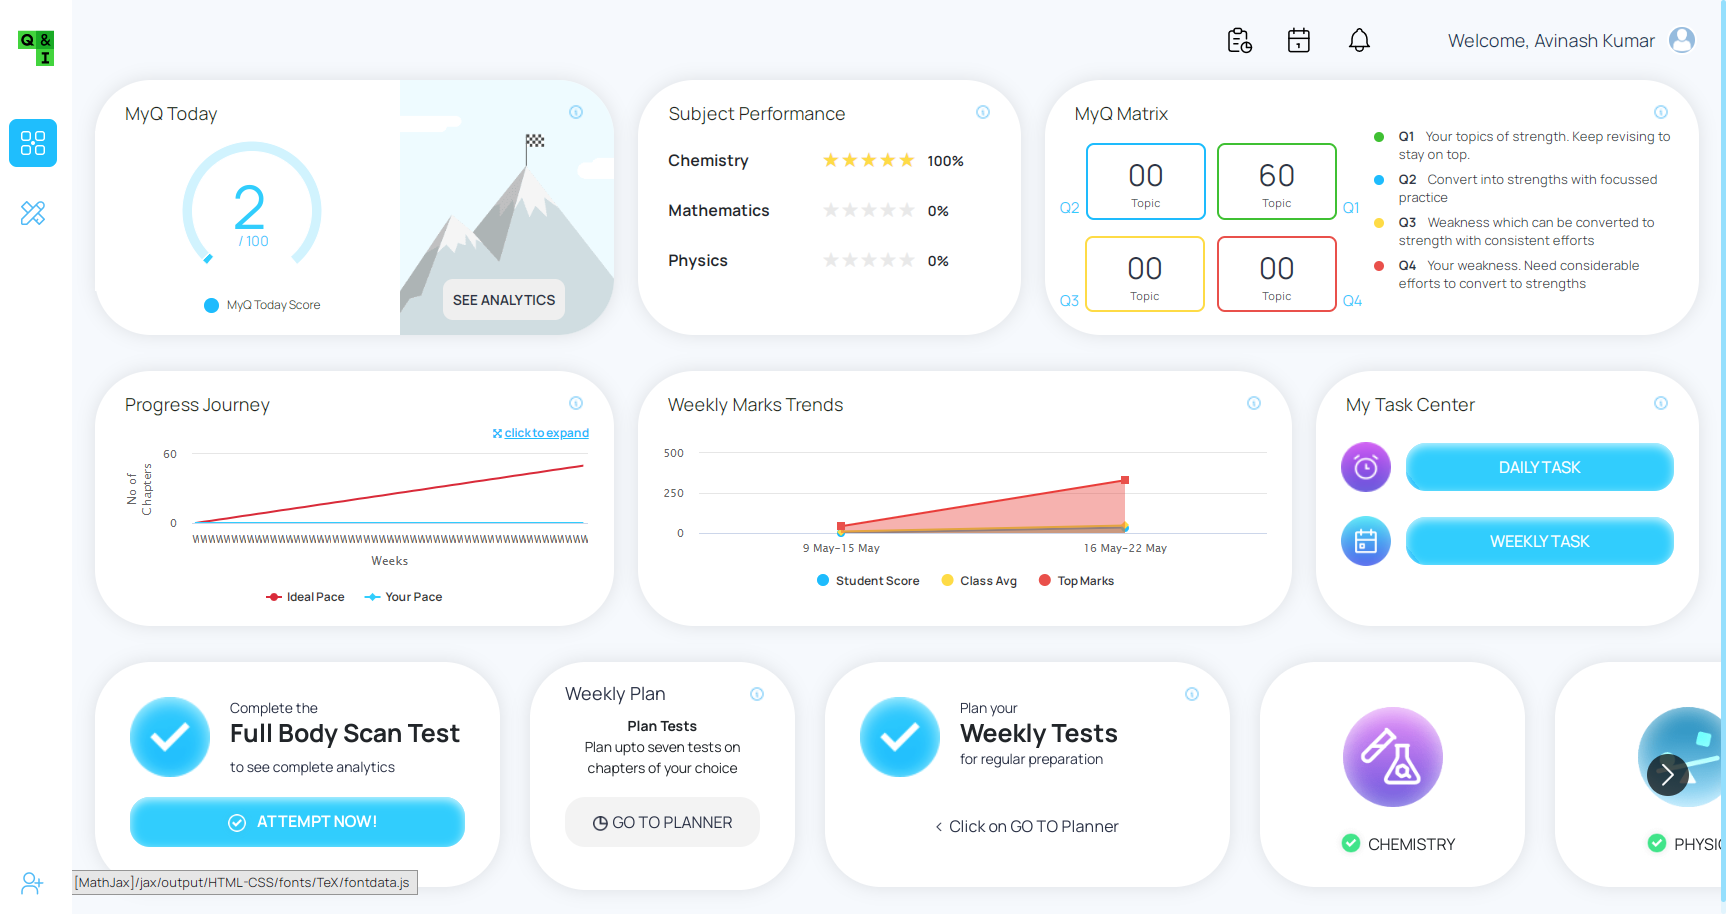 Q &
I
Welcome, Avinash Kumar
MyQ Today
2
/ 100
MyQ Today Score
SEE ANALYTICS
Subject Performance
Chemistry 100%
Mathematics 0%
Physics 0%
MyQ Matrix
Q2
00
Topic
60
Topic
Q1
Q3
00
Topic
00
Topic
Q4
Q1 Your topics of strength. Keep revising to
stay on top.
Q2 Convert into strengths with focussed
practice
Q3 Weakness which can be converted to
strength with consistent efforts
Q4 Your weakness. Need considerable
efforts to convert to strengths
Progress Journey
click to expand
No of
Chapters
60
0
Weeks
Ideal Pace Your Pace
Weekly Marks Trends
500
250
0
9 May-15 May 16 May-22 May
Student Score Class Avg Top Marks
My Task Center
DAILY TASK
WEEKLY TASK
Complete the
Full Body Scan Test
to see complete analytics
ATTEMPT NOW!
Weekly Plan
Plan Tests
Plan upto seven tests on
chapters of your choice
GO TO PLANNER
Plan your
Weekly Tests
for regular preparation
< Click on GO TO Planner
CHEMISTRY
PHYSIC
[MathJax]/jax/output/HTML-CSS/fonts/TeX/fontdata.js